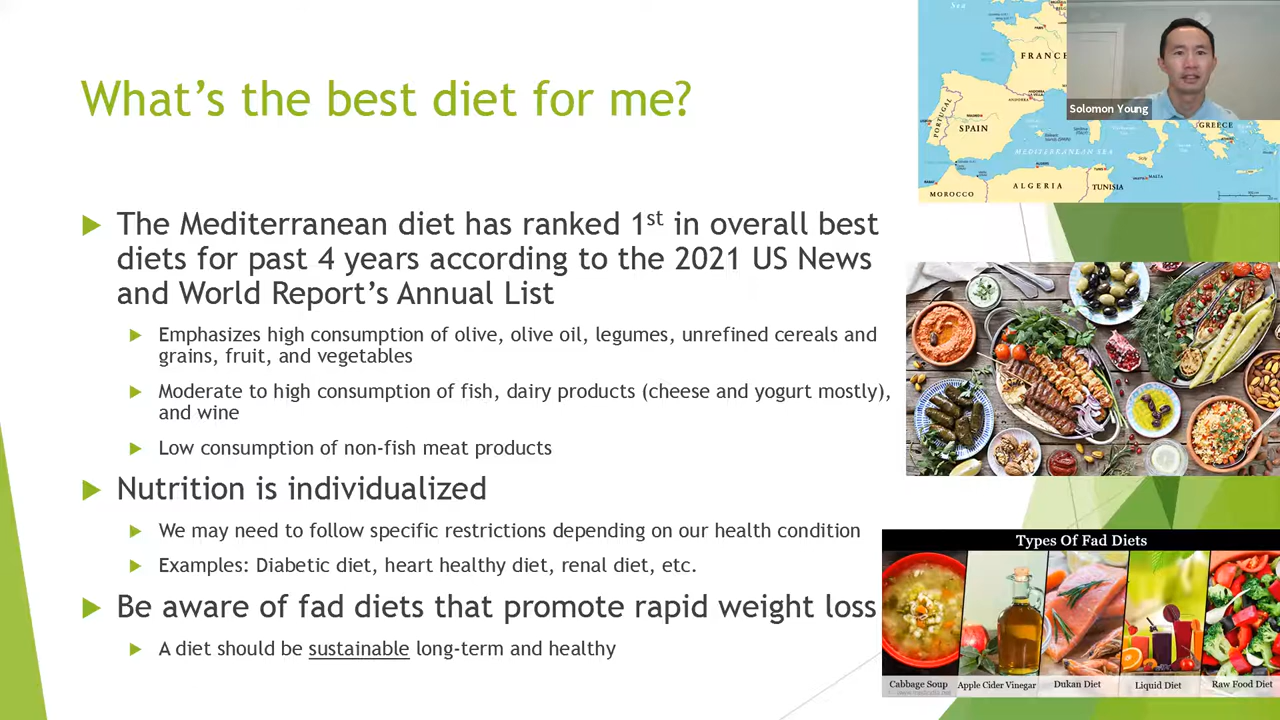 What's the best diet for me?
The Mediterranean diet has ranked 1st in overall best
diets for past 4 years according to the 2021 US News
and World Report's Annual List
Emphasizes high consumption of olive, olive oil, legumes, unrefined cereals and
grains, fruit, and vegetables
Moderate to high consumption of fish, dairy products (cheese and yogurt mostly),
and wine
Low consumption of non-fish meat products
Nutrition is individualized
We may need to follow specific restrictions depending on our health condition
Examples: Diabetic diet, heart healthy diet, renal diet, etc.
Be aware of fad diets that promote rapid weight loss
A diet should be sustainable long-term and healthy
Sea
FRANCE
Solomon Young
PORTUGAL
SPAIN
GREECE
MEDITERRANEAN SEA
MALTA
MOROCCO
ALGERIA
TUNISIA
Types Of Fad Diets
Cabbage Soup
Apple Cider Vinegar
Dukan Diet
Liquid Diet
Raw Food Diet